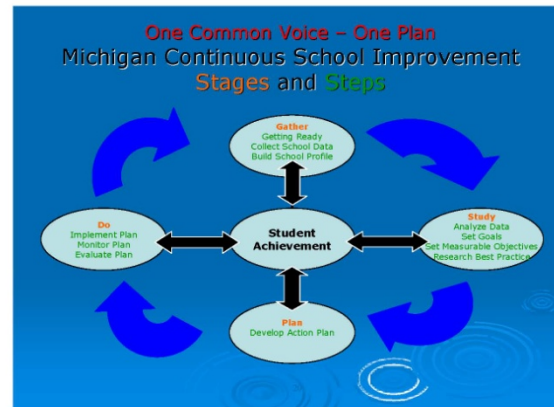 One Common Voice – One Plan
Michigan Continuous School Improvement
Stages and Steps
Gather
Getting Ready
Collect School Data
Build School Profile
Do
Implement Plan
Monitor Plan
Evaluate Plan
Student
Achievement
Study
Analyze Data
Set Goals
Set Measurable Objectives
Research Best Practice
Plan
Develop Action Plan